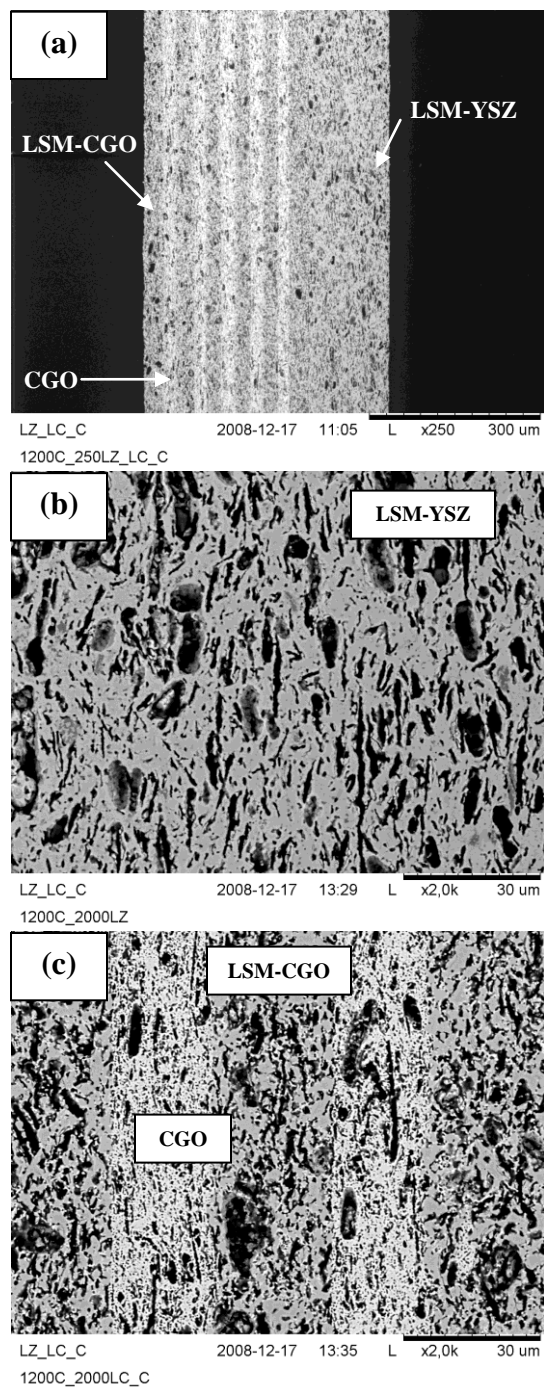 (a)
LSM-YSZ
LSM-CGO
CGO
LZ_LC_C 2008-12-17 11:05 L x250 300 um
1200C_250LZ_LC_C
(b)
LSM-YSZ
LZ_LC_C 2008-12-17 13:29 L x2,0k 30 um
1200C_2000LZ
(c)
LSM-CGO
CGO
LZ_LC_C 2008-12-17 13:35 L x2,0k 30 um
1200C_2000LC_C